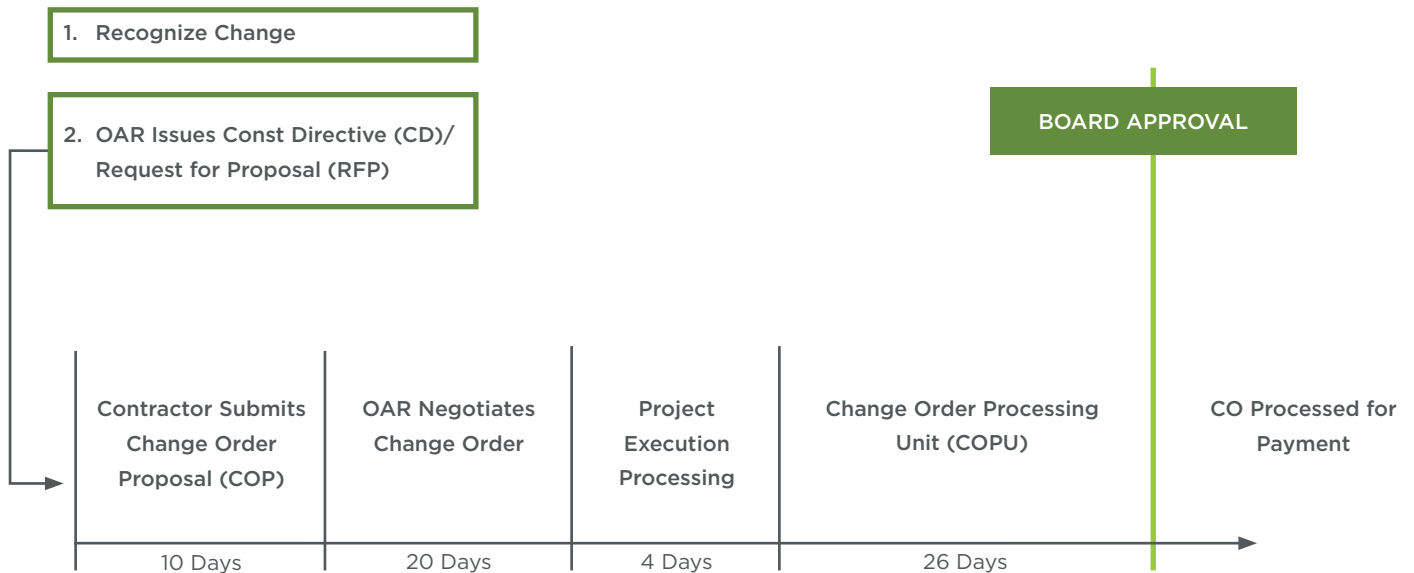 1. Recognize Change
2. OAR Issues Const Directive (CD)/
Request for Proposal (RFP)
BOARD APPROVAL
Contractor Submits
Change Order
Proposal (COP)
OAR Negotiates
Change Order
Project
Execution
Processing
Change Order Processing
Unit (COPU)
CO Processed for
Payment
10 Days
20 Days
4 Days
26 Days